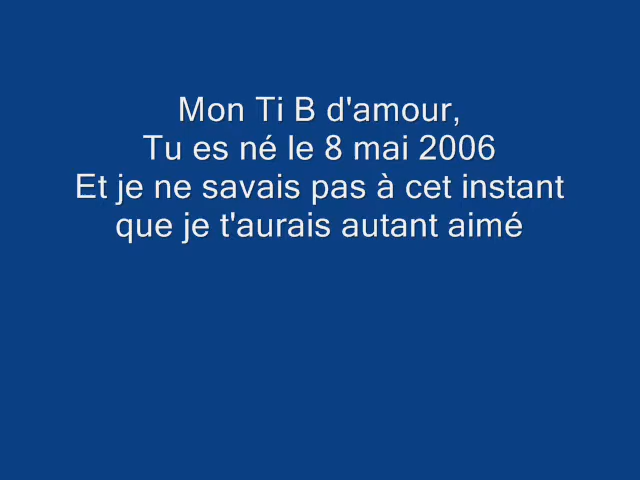 Mon Ti B d'amour,
Tu es né le 8 mai 2006
Et je ne savais pas à cet instant
que je t'aurais autant aimé